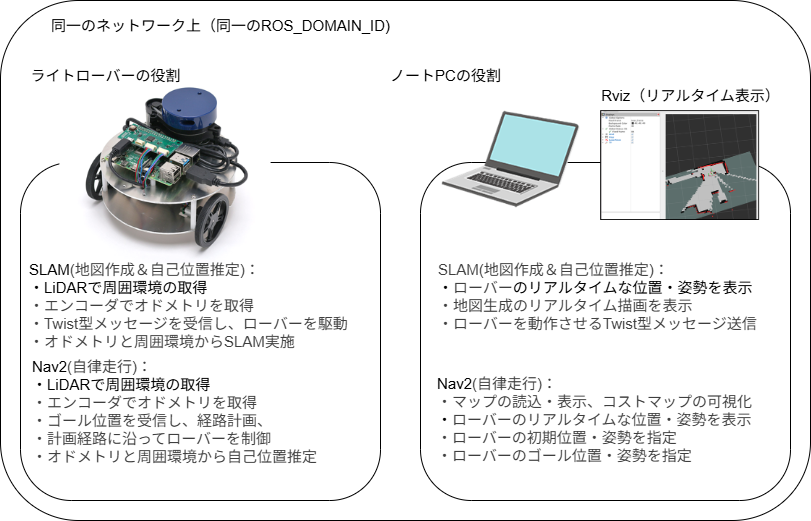 同一のネットワーク上（同一のROS_DOMAIN_ID)
ライトローバーの役割
SLAM(地図作成＆自己位置推定)：
・LiDARで周囲環境の取得
・エンコーダでオドメトリを取得
・Twist型メッセージを受信し、ローバーを駆動
・オドメトリと周囲環境からSLAM実施
Nav2(自律走行)：
・LiDARで周囲環境の取得
・エンコーダでオドメトリを取得
・ゴール位置を受信し、経路計画、
・計画経路に沿ってローバーを制御
・オドメトリと周囲環境から自己位置推定
ノートPCの役割
Rviz（リアルタイム表示）
SLAM(地図作成＆自己位置推定)：
・ローバーのリアルタイムな位置・姿勢を表示
・地図生成のリアルタイム描画を表示
・ローバーを動作させるTwist型メッセージ送信
Nav2(自律走行)：
・マップの読込・表示、コストマップの可視化
・ローバーのリアルタイムな位置・姿勢を表示
・ローバーの初期位置・姿勢を指定
・ローバーのゴール位置・姿勢を指定